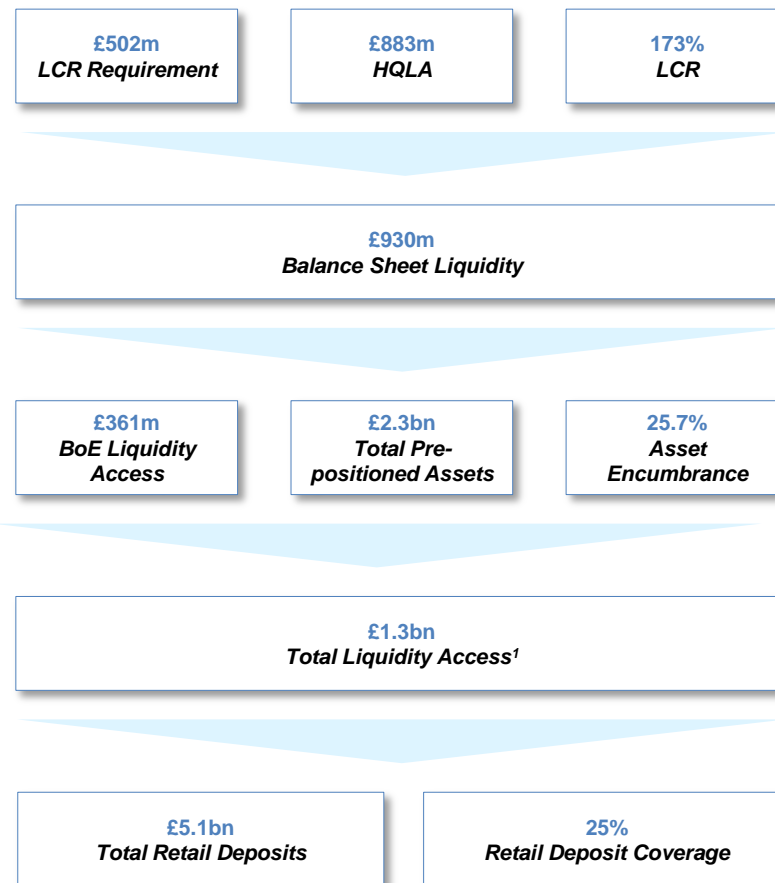 £502m
LCR Requirement
£883m
HQLA
173%
LCR
£930m
Balance Sheet Liquidity
£361m
BoE Liquidity
Access
£2.3bn
Total Pre-
positioned Assets
25.7%
Asset
Encumbrance
£1.3bn
Total Liquidity Access¹
£5.1bn
Total Retail Deposits
25%
Retail Deposit Coverage